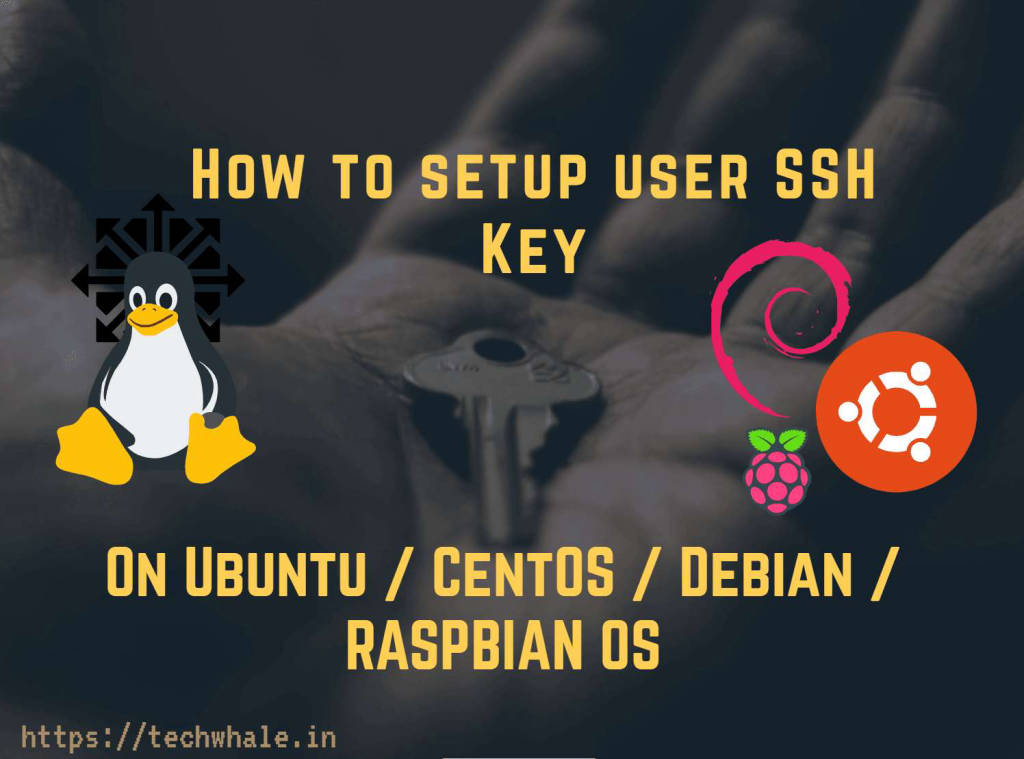 How to setup user SSH
Key
On Ubuntu / CentOS / Debian /
RASPBIAN OS
https://techwhale.in